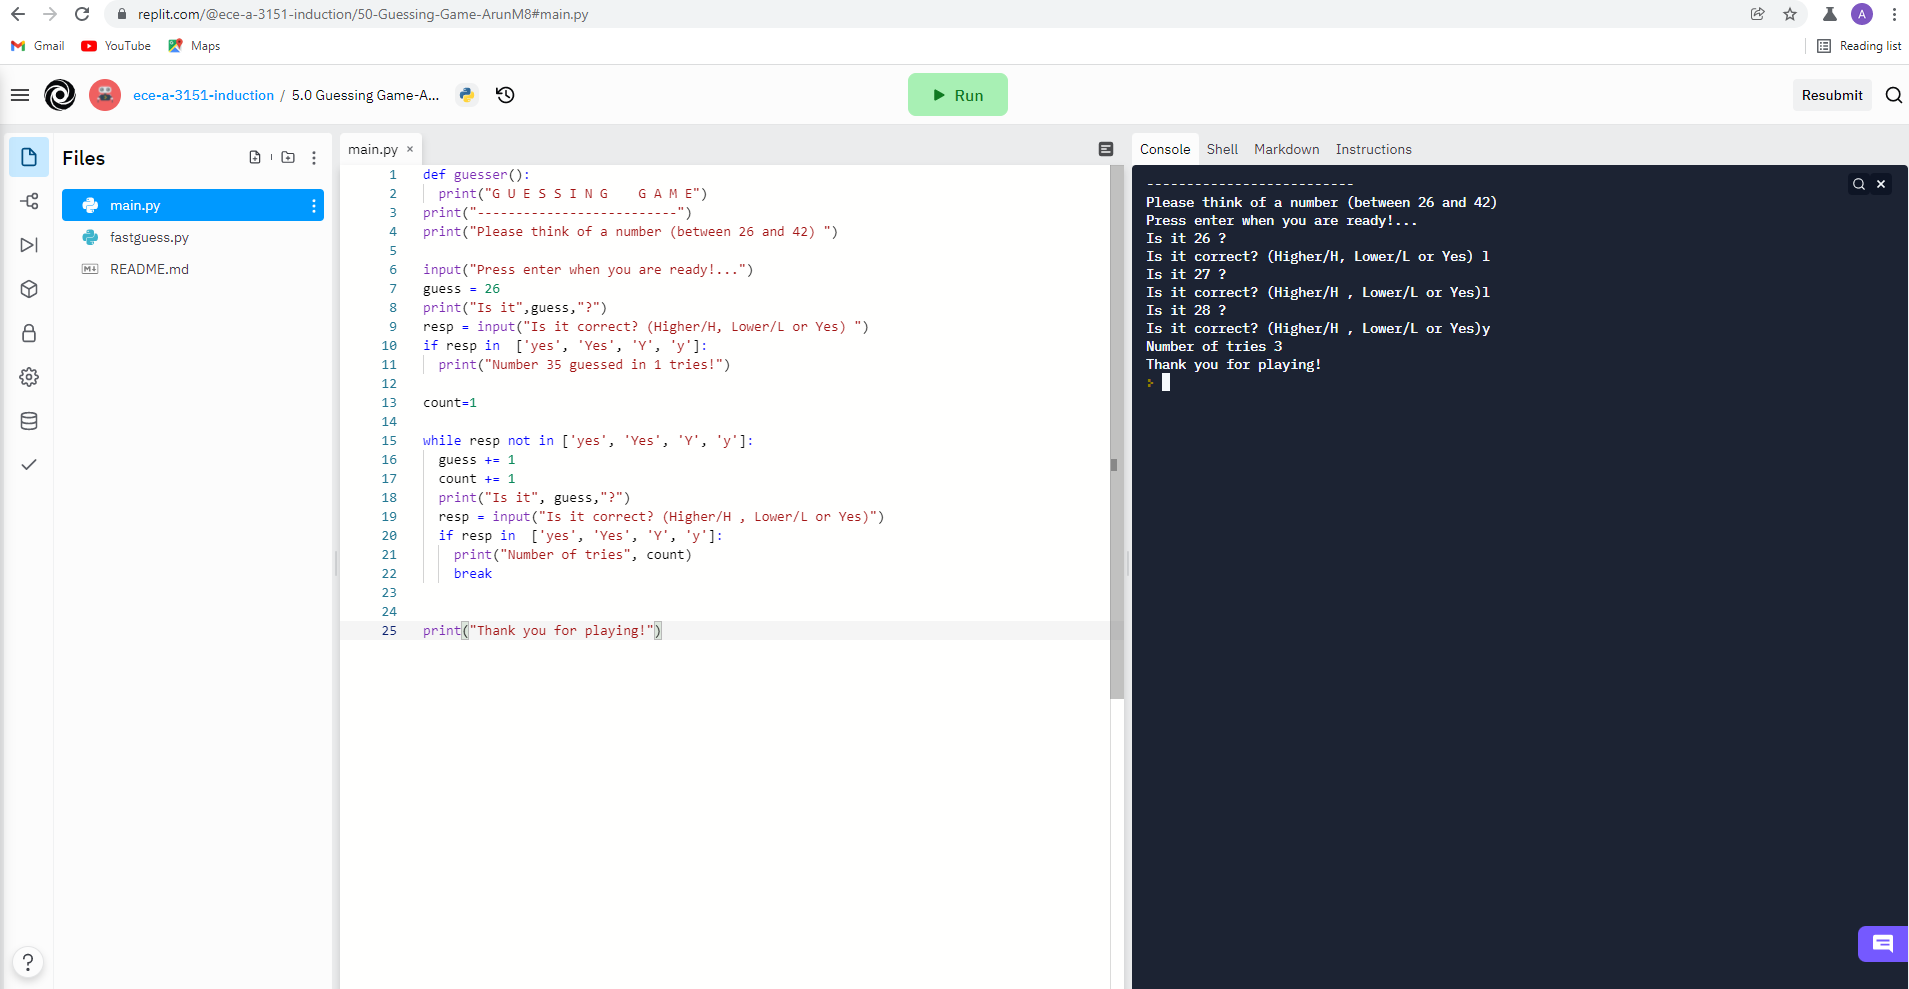 replit.com/@ece-a-3151-induction/50-Guessing-Game-ArunM8#main.py
A
Gmail YouTube Maps
Reading list
ece-a-3151-induction / 5.0 Guessing Game-A...
Run
Resubmit
Files
main.py
fastguess.py
README.md
main.py ×
1 def guesser():
2 print("G U E S S I N G    G A M E")
3 print("--------------------------")
4 print("Please think of a number (between 26 and 42) ")
5
6 input("Press enter when you are ready!...")
7 guess = 26
8 print("Is it",guess,"?")
9 resp = input("Is it correct? (Higher/H, Lower/L or Yes) ")
10 if resp in  ['yes', 'Yes', 'Y', 'y']:
11 print("Number 35 guessed in 1 tries!")
12
13 count=1
14
15 while resp not in ['yes', 'Yes', 'Y', 'y']:
16 guess += 1
17 count += 1
18 print("Is it", guess,"?")
19 resp = input("Is it correct? (Higher/H , Lower/L or Yes)")
20 if resp in  ['yes', 'Yes', 'Y', 'y']:
21 print("Number of tries", count)
22 break
23
24
25 print("Thank you for playing!")
Console Shell Markdown Instructions
--------------------------
Please think of a number (between 26 and 42)
Press enter when you are ready!...
Is it 26 ?
Is it correct? (Higher/H, Lower/L or Yes) l
Is it 27 ?
Is it correct? (Higher/H , Lower/L or Yes)l
Is it 28 ?
Is it correct? (Higher/H , Lower/L or Yes)y
Number of tries 3
Thank you for playing!
?